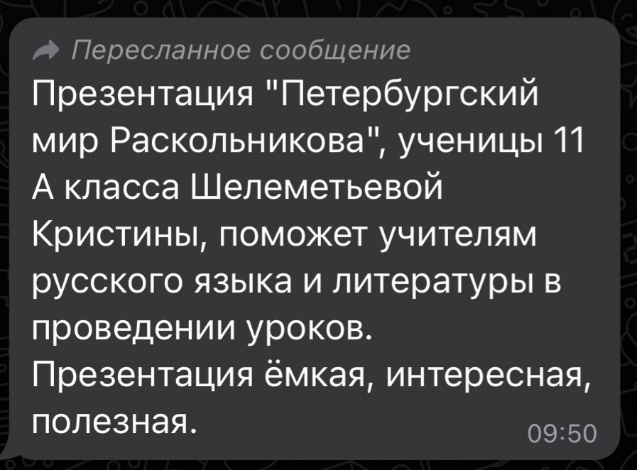 Пересланное сообщение
Презентация "Петербургский
мир Раскольникова", ученицы 11
А класса Шелеметьевой
Кристины, поможет учителям
русского языка и литературы в
проведении уроков.
Презентация ёмкая, интересная,
полезная.
09:50